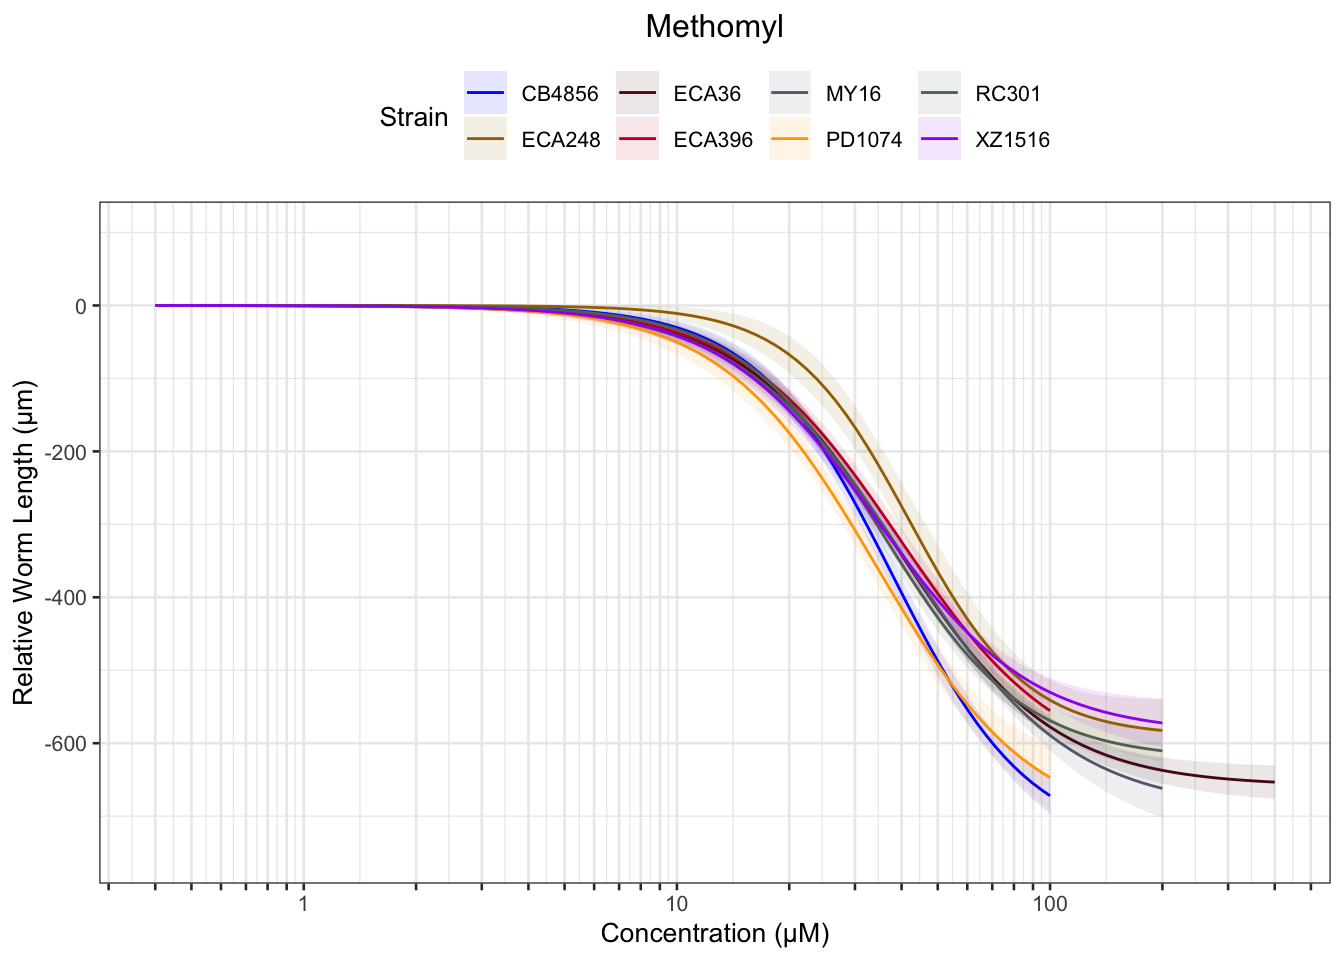 Methomyl
Strain
CB4856 ECA36 MY16 RC301
ECA248 ECA396 PD1074 XZ1516
Relative Worm Length (µm)
0
-200
-400
-600
1 10 100
Concentration (µM)